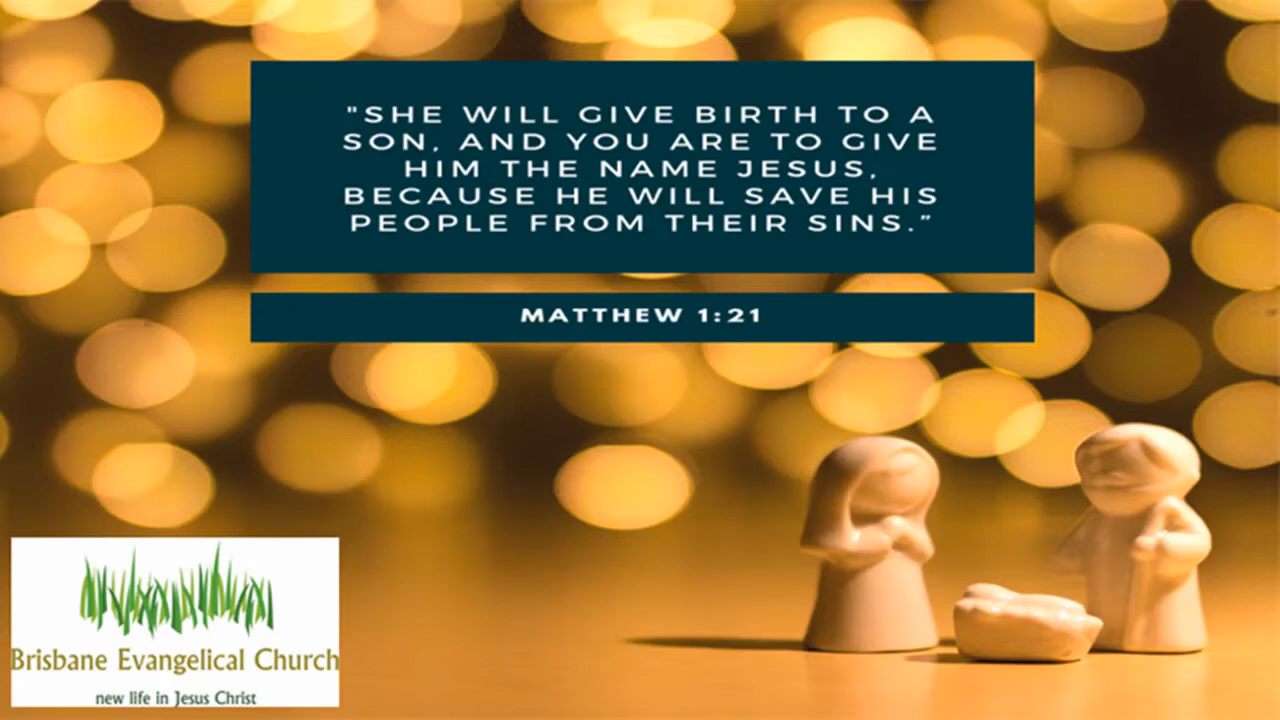 "SHE WILL GIVE BIRTH TO A
SON, AND YOU ARE TO GIVE
HIM THE NAME JESUS,
BECAUSE HE WILL SAVE HIS
PEOPLE FROM THEIR SINS.”
MATTHEW 1:21
Brisbane Evangelical Church
new life in Jesus Christ